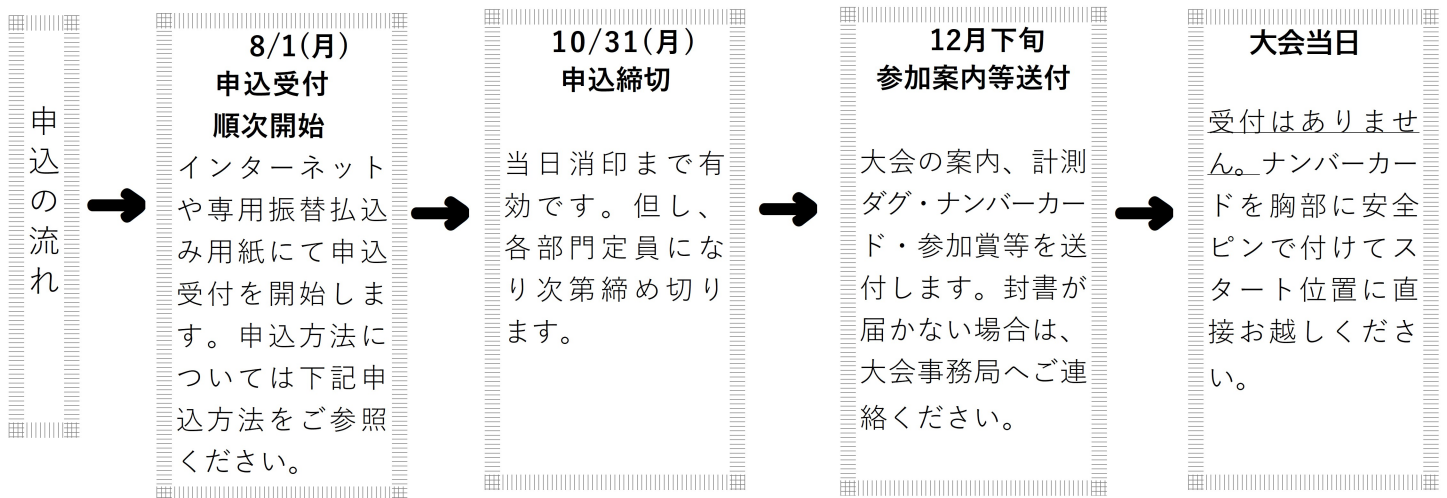 申込の流れ
8/1(月)
申込受付
順次開始
インターネット
や専用振替払込
み用紙にて申込
受付を開始しま
す。申込方法に
ついては下記申
込方法をご参照
ください。
10/31(月)
申込締切
当日消印まで有
効です。但し、
各部門定員にな
り次第締め切り
ます。
12月下旬
参加案内等送付
大会の案内、計測
ダグ・ナンバーカー
ド・参加賞等を送
付します。封書が
届かない場合は、
大会事務局へご連
絡ください。
大会当日
受付はありませ
ん。ナンバーカー
ドを胸部に安全
ピンで付けてス
タート位置に直
接お越しくださ
い。